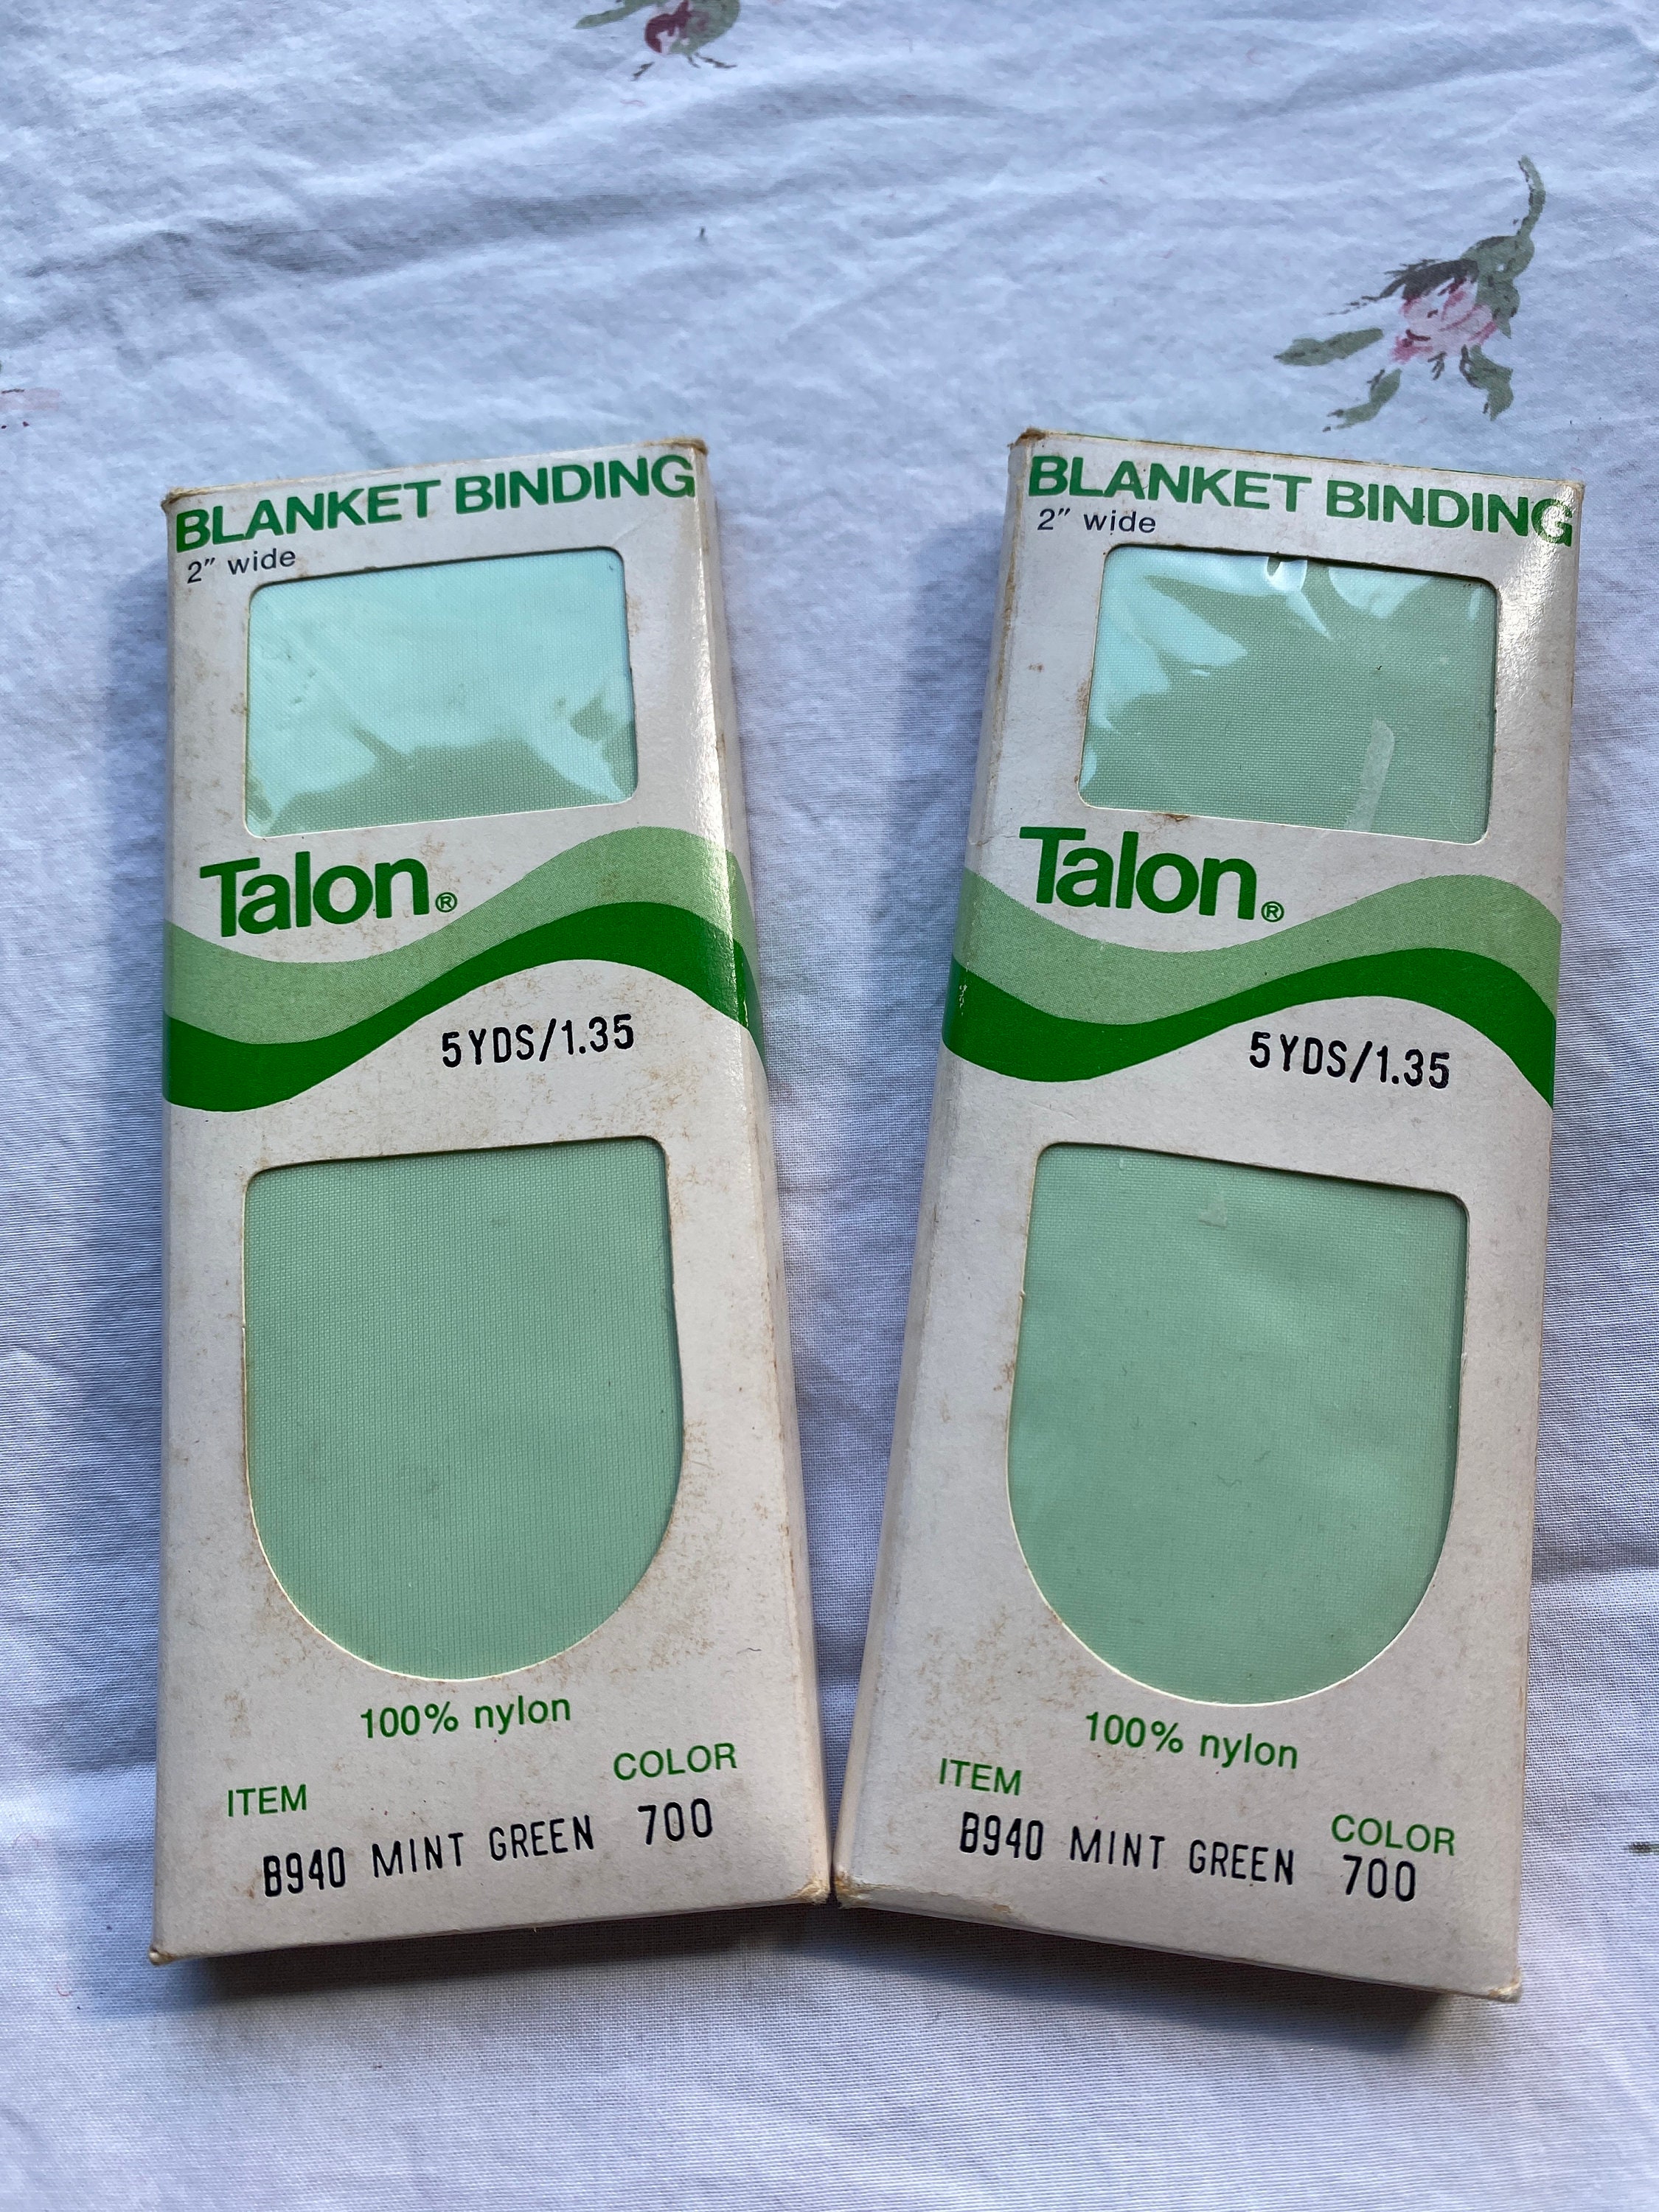 BLANKET BINDING
2" wide
Talon®
5YDS/1.35
100% nylon
ITEM COLOR
B940 MINT GREEN 700
BLANKET BINDING
2" wide
Talon®
5YDS/1.35
100% nylon
ITEM COLOR
B940 MINT GREEN 700